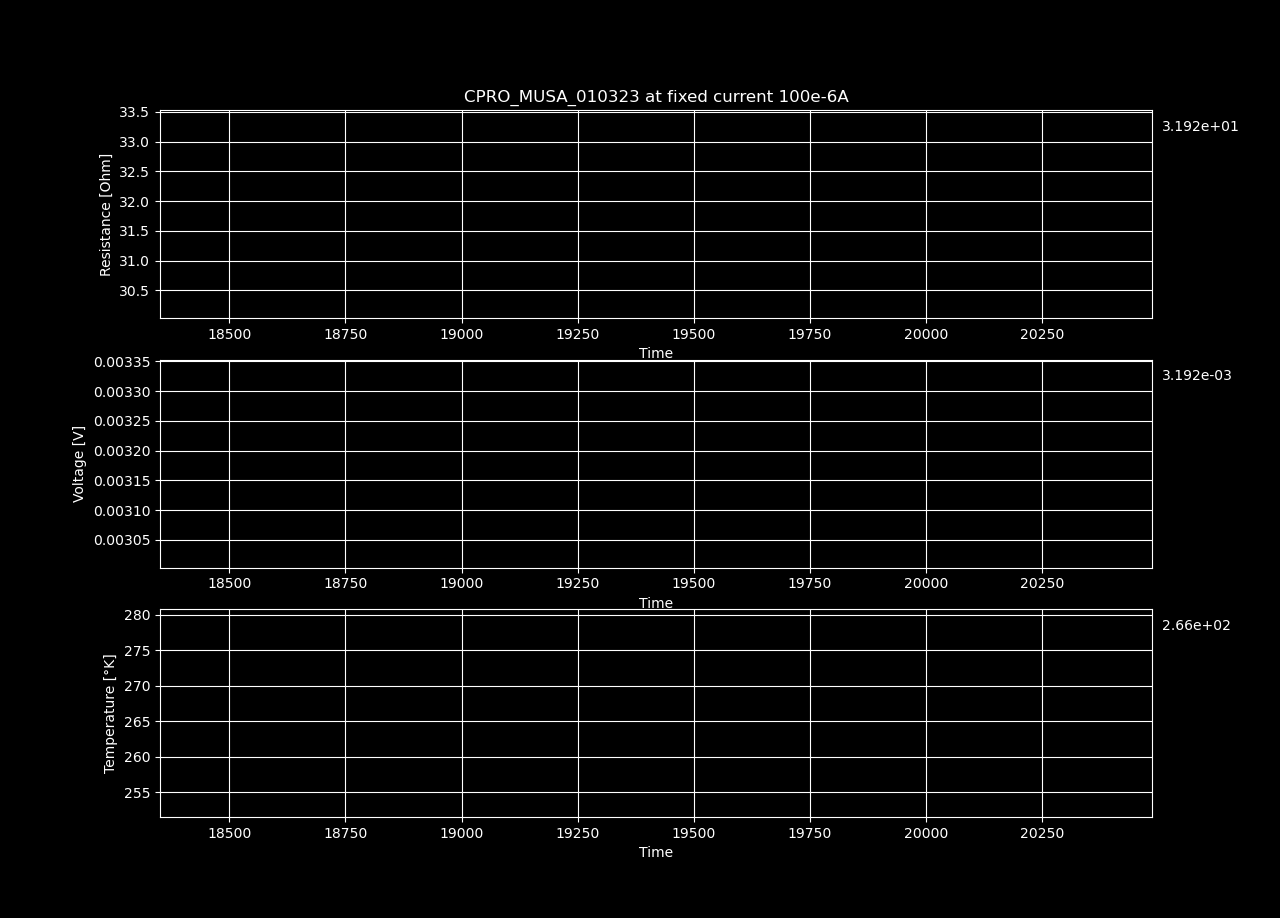 CPRO_MUSA_010323 at fixed current 100e-6A
33.5
33.0
32.5
32.0
31.5
31.0
30.5
Resistance [Ohm]
3.192e+01
18500 18750 19000 19250 19500 19750 20000 20250
Time
0.00335
0.00330
0.00325
0.00320
0.00315
0.00310
0.00305
Voltage [V]
3.192e-03
18500 18750 19000 19250 19500 19750 20000 20250
Time
280
275
270
265
260
255
Temperature [°K]
2.66e+02
18500 18750 19000 19250 19500 19750 20000 20250
Time